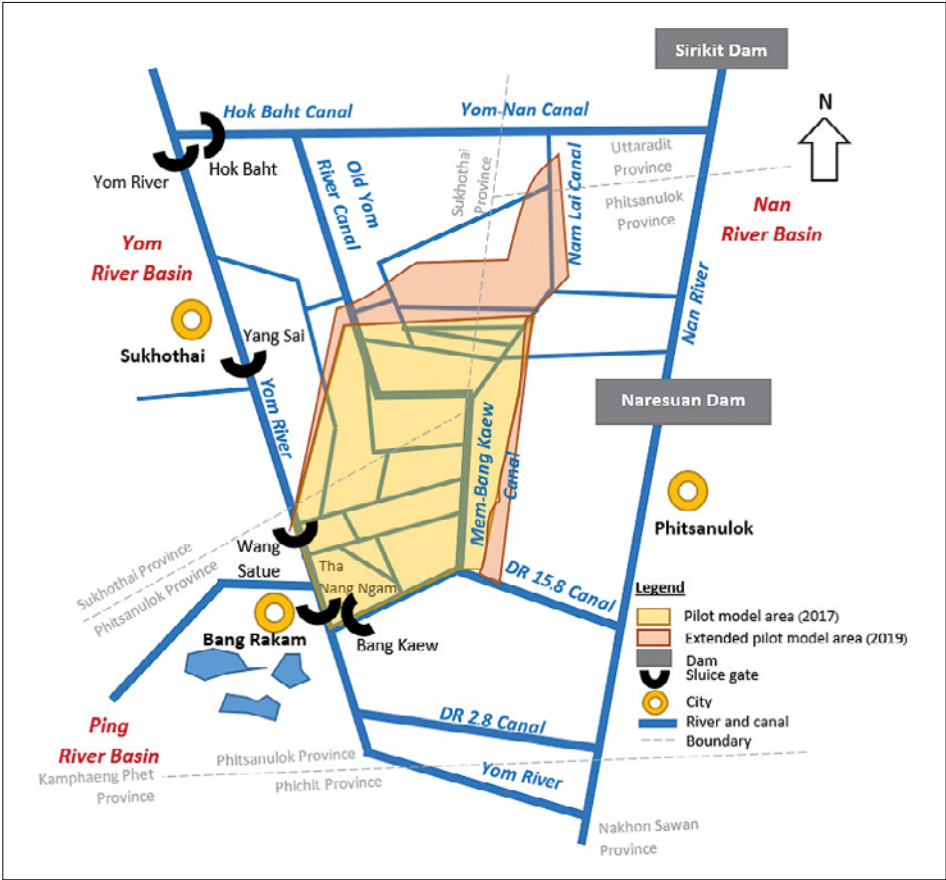 Sirikit Dam
Hok Baht Canal
Yom-Nan Canal
N
Yom River
Hok Baht
Old Yom
River Canal
Sukhothai
Province
Uttaradit
Province
Phitsanulok
Province
Nam Lai Canal
Nan
River Basin
Yom
River Basin
Nan River
Sukhothai
Yang Sai
Yom River
Naresuan Dam
Mem-Bang Kaew
Canal
Phitsanulok
Wang
Satue
Sukhothai Province
Phitsanulok Province
Tha
Nang Ngam
DR 15.8 Canal
Bang Rakam
Bang Kaew
Legend
Pilot model area (2017)
Extended pilot model area (2019)
Dam
Sluice gate
City
River and canal
Boundary
DR 2.8 Canal
Ping
River Basin
Phitsanulok Province
Yom River
Kamphaeng Phet
Province
Phichit Province
Nakhon Sawan
Province